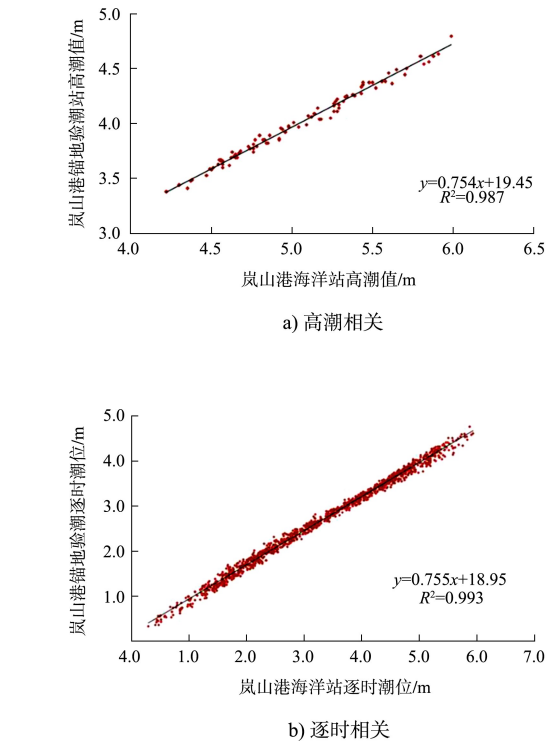 5.0
4.5
4.0
3.5
3.0
岚山港锚地验潮站高潮值/m
y=0.754x+19.45
R²=0.987
4.0 4.5 5.0 5.5 6.0 6.5
岚山港海洋站高潮值/m
a) 高潮相关
5.0
4.0
3.0
2.0
1.0
岚山港锚地验潮逐时潮位/m
y=0.755x+18.95
R²=0.993
4.0 1.0 2.0 3.0 4.0 5.0 6.0 7.0
岚山港海洋站逐时潮位/m
b) 逐时相关